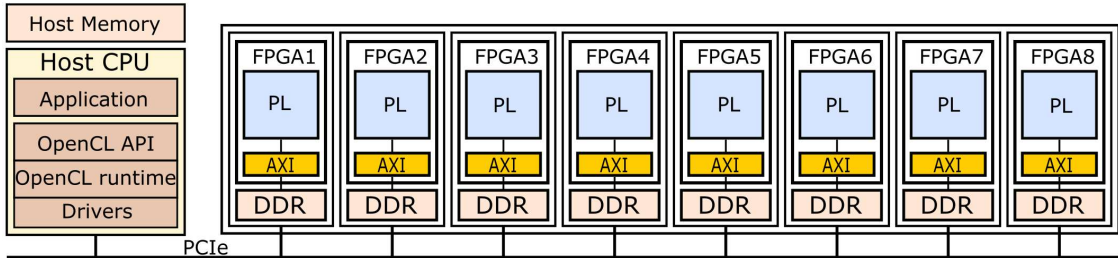 Host Memory
Host CPU
Application
OpenCL API
OpenCL runtime
Drivers
PCIe
FPGA1 FPGA2 FPGA3 FPGA4 FPGA5 FPGA6 FPGA7 FPGA8
PL PL PL PL PL PL PL PL
AXI AXI AXI AXI AXI AXI AXI AXI
DDR DDR DDR DDR DDR DDR DDR DDR